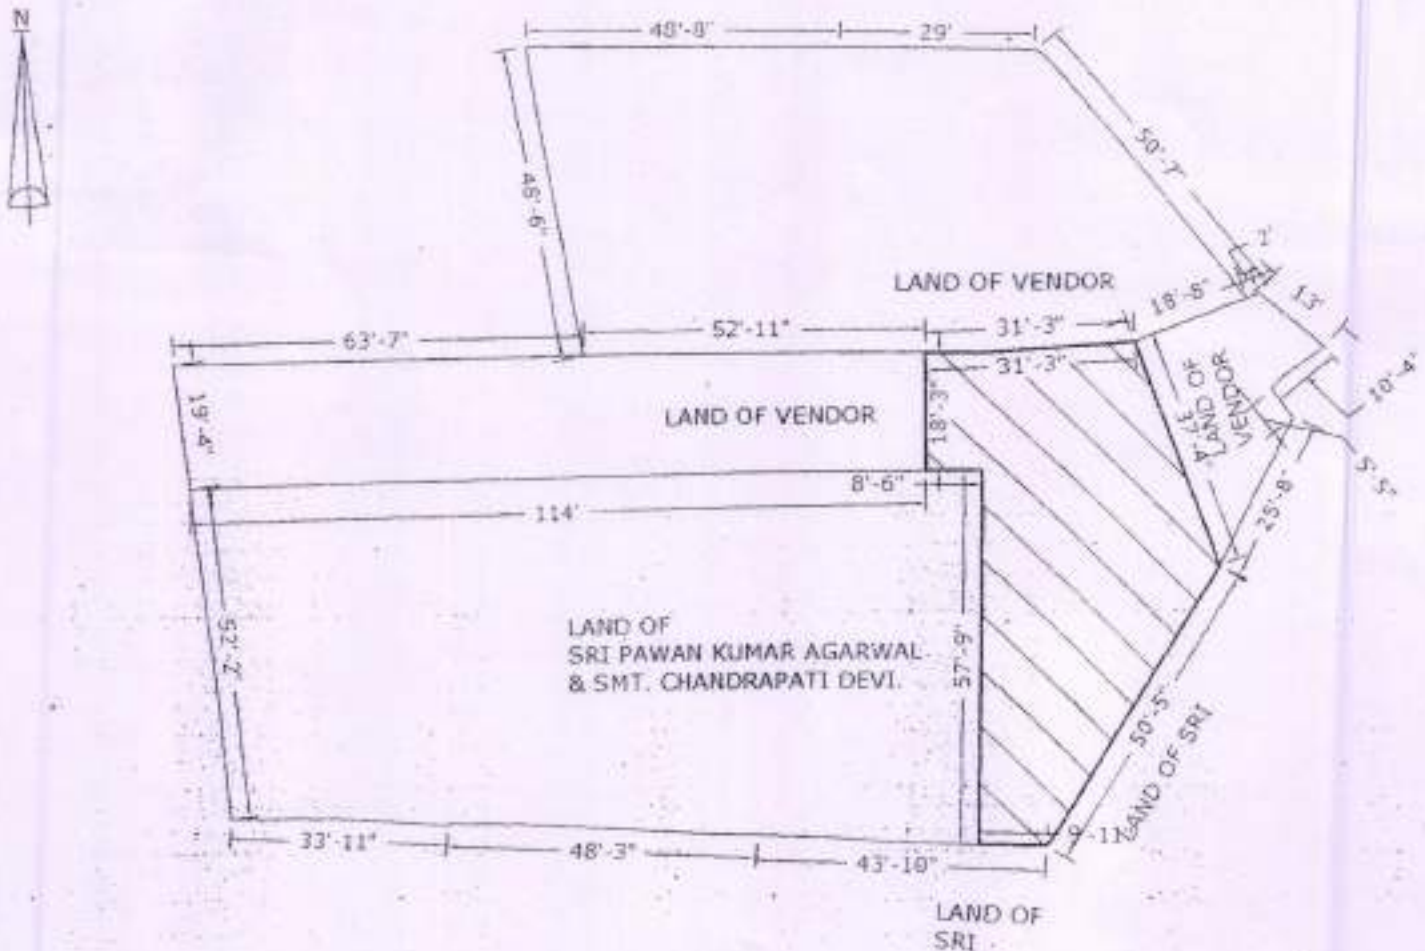 N
48'-8"
29'
50'-7"
48'-6"
2'
LAND OF VENDOR
18'-8"
13'
63'-7"
52'-11"
31'-3"
31'-3"
10'-4"
LAND OF
VENDOR
19'-4"
LAND OF VENDOR
18'-3"
8'-6"
25'-8"
5'-5"
114'
52'-2"
LAND OF
SRI PAWAN KUMAR AGARWAL
& SMT. CHANDRAPATI DEVI.
57'-9"
50'-5"
LAND OF SRI
33'-11"
48'-3"
43'-10"
9'-11
LAND OF
SRI